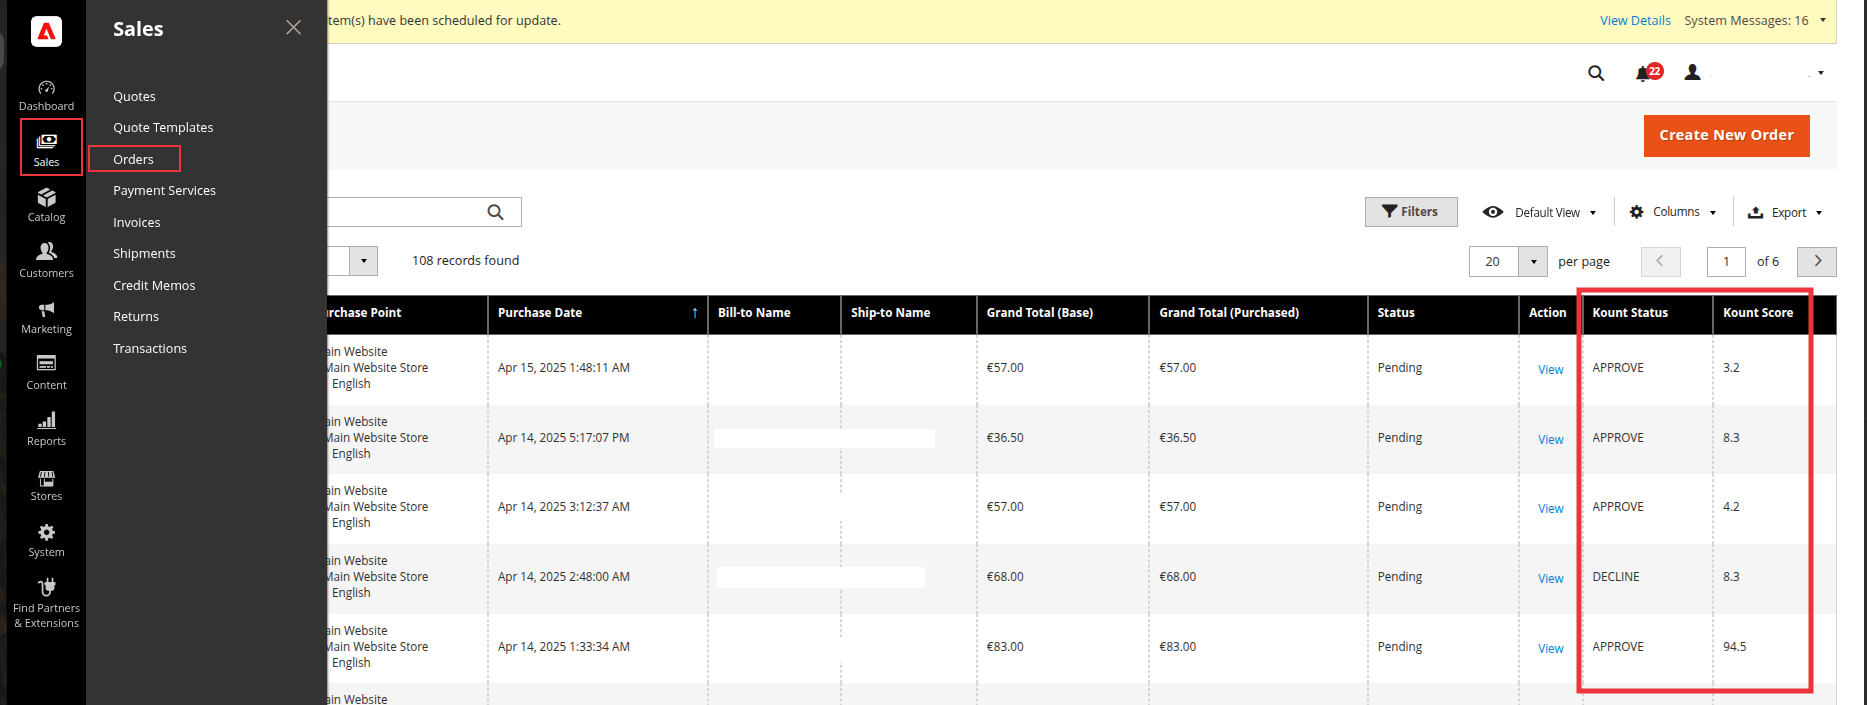 tem(s) have been scheduled for update.
View Details
System Messages: 16
Dashboard
Sales
Catalog
Customers
Marketing
Content
Reports
Stores
System
Find Partners
& Extensions
Sales
Quotes
Quote Templates
Orders
Payment Services
Invoices
Shipments
Credit Memos
Returns
Transactions
22
Create New Order
Filters
Default View
Columns
Export
108 records found
20
per page
1
of 6
rchase Point
Purchase Date
Bill-to Name
Ship-to Name
Grand Total (Base)
Grand Total (Purchased)
Status
Action
Kount Status
Kount Score
ain Website
Main Website Store
English
Apr 15, 2025 1:48:11 AM
€57.00
€57.00
Pending
View
APPROVE
3.2
ain Website
Main Website Store
English
Apr 14, 2025 5:17:07 PM
€36.50
€36.50
Pending
View
APPROVE
8.3
ain Website
Main Website Store
English
Apr 14, 2025 3:12:37 AM
€57.00
€57.00
Pending
View
APPROVE
4.2
ain Website
Main Website Store
English
Apr 14, 2025 2:48:00 AM
€68.00
€68.00
Pending
View
DECLINE
8.3
ain Website
Main Website Store
English
Apr 14, 2025 1:33:34 AM
€83.00
€83.00
Pending
View
APPROVE
94.5
ain Website